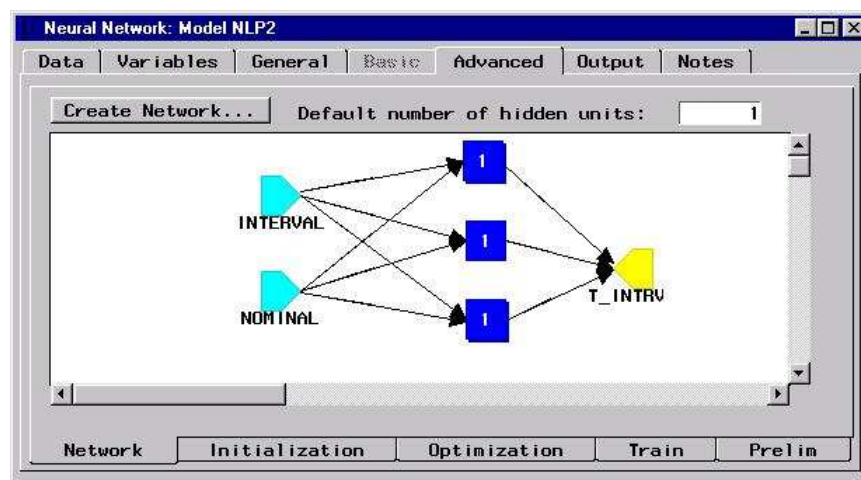 Neural Network: Model NLP2
Data Variables General Basic Advanced Output Notes
Create Network... Default number of hidden units: 1
1
INTERVAL
1
T_INTRV
NOMINAL
1
Network Initialization Optimization Train Prelim